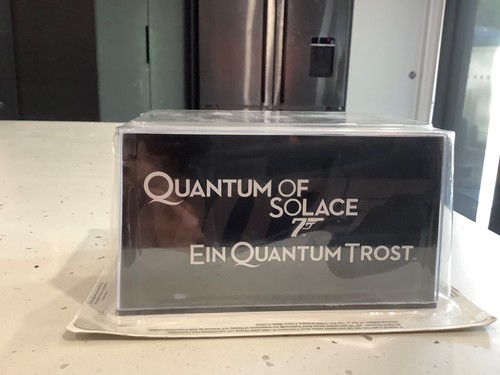 QUANTUM OF
SOLACE
007
EIN QUANTUM TROST